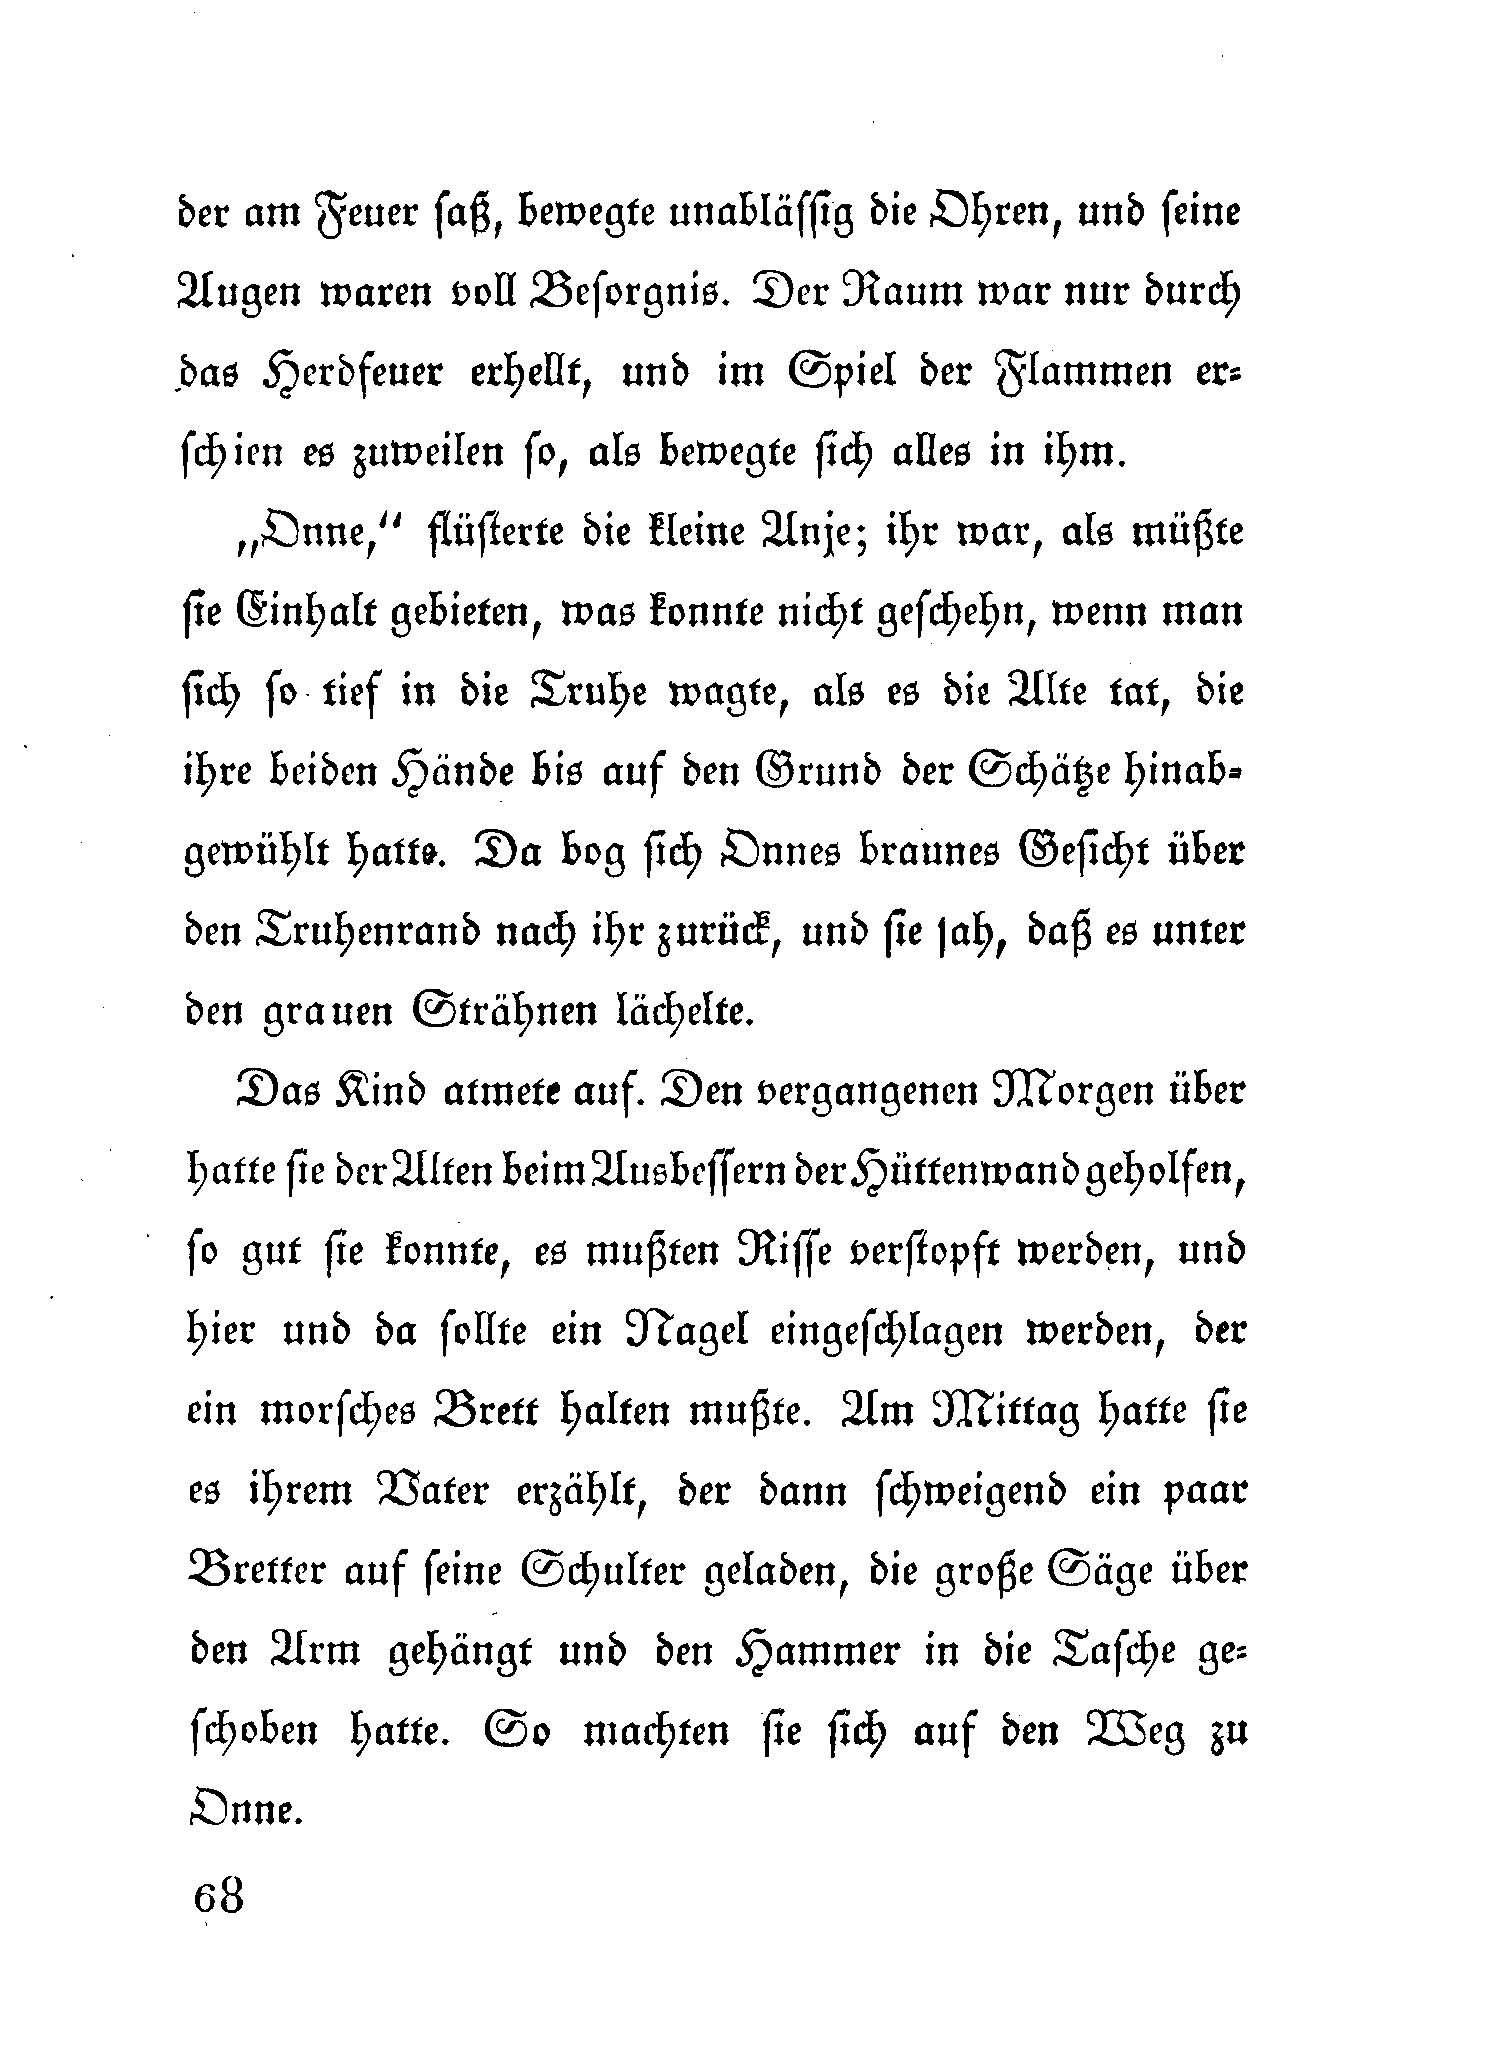 der am Feuer saß, bewegte unablässig die Ohren, und seine
Augen waren voll Besorgnis. Der Raum war nur durch
das Herdfeuer erhellt, und im Spiel der Flammen er-
schien es zuweilen so, als bewegte sich alles in ihm.
„Onne,“ flüsterte die kleine Anje; ihr war, als müßte
sie Einhalt gebieten, was konnte nicht geschehn, wenn man
sich so tief in die Truhe wagte, als es die Alte tat, die
ihre beiden Hände bis auf den Grund der Schätze hinab-
gewühlt hatte. Da bog sich Onnes braunes Gesicht über
den Truhenrand nach ihr zurück, und sie sah, daß es unter
den grauen Strähnen lächelte.
Das Kind atmete auf. Den vergangenen Morgen über
hatte sie der Alten beim Ausbessern der Hüttenwand geholfen,
so gut sie konnte, es mußten Risse verstopft werden, und
hier und da sollte ein Nagel eingeschlagen werden, der
ein morsches Brett halten mußte. Am Mittag hatte sie
es ihrem Vater erzählt, der dann schweigend ein paar
Bretter auf seine Schulter geladen, die große Säge über
den Arm gehängt und den Hammer in die Tasche ge-
schoben hatte. So machten sie sich auf den Weg zu
Onne.
68